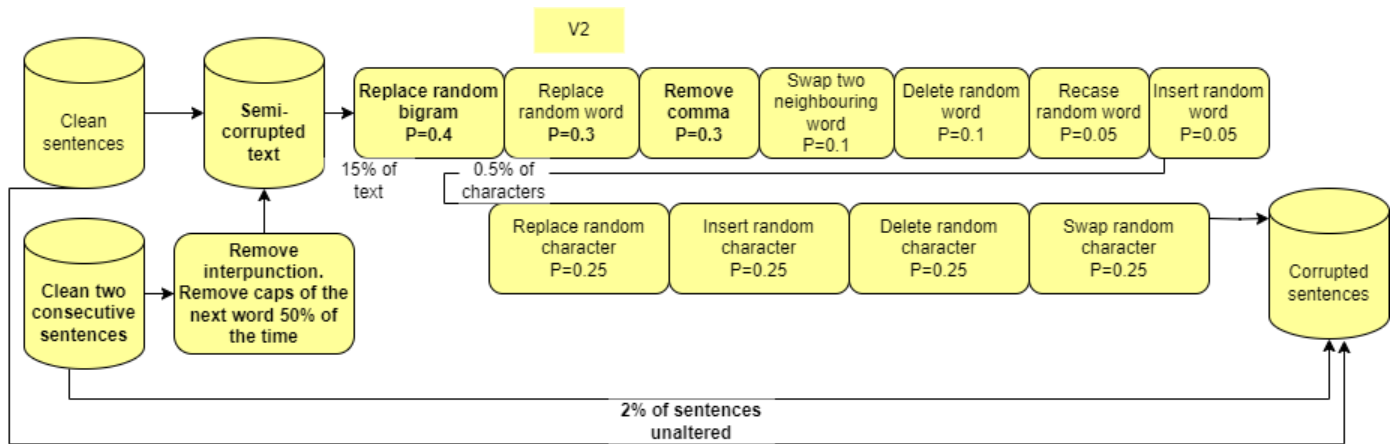 V2
Clean
sentences
Semi-
corrupted
text
Replace random
bigram
P=0.4
Replace
random word
P=0.3
Remove
comma
P=0.3
Swap two
neighbouring
word
P=0.1
Delete random
word
P=0.1
Recase
random word
P=0.05
Insert random
word
P=0.05
15% of
text
0.5% of
characters
Clean two
consecutive
sentences
Remove
interpunction.
Remove caps of the
next word 50% of
the time
Replace random
character
P=0.25
Insert random
character
P=0.25
Delete random
character
P=0.25
Swap random
character
P=0.25
Corrupted
sentences
2% of sentences
unaltered